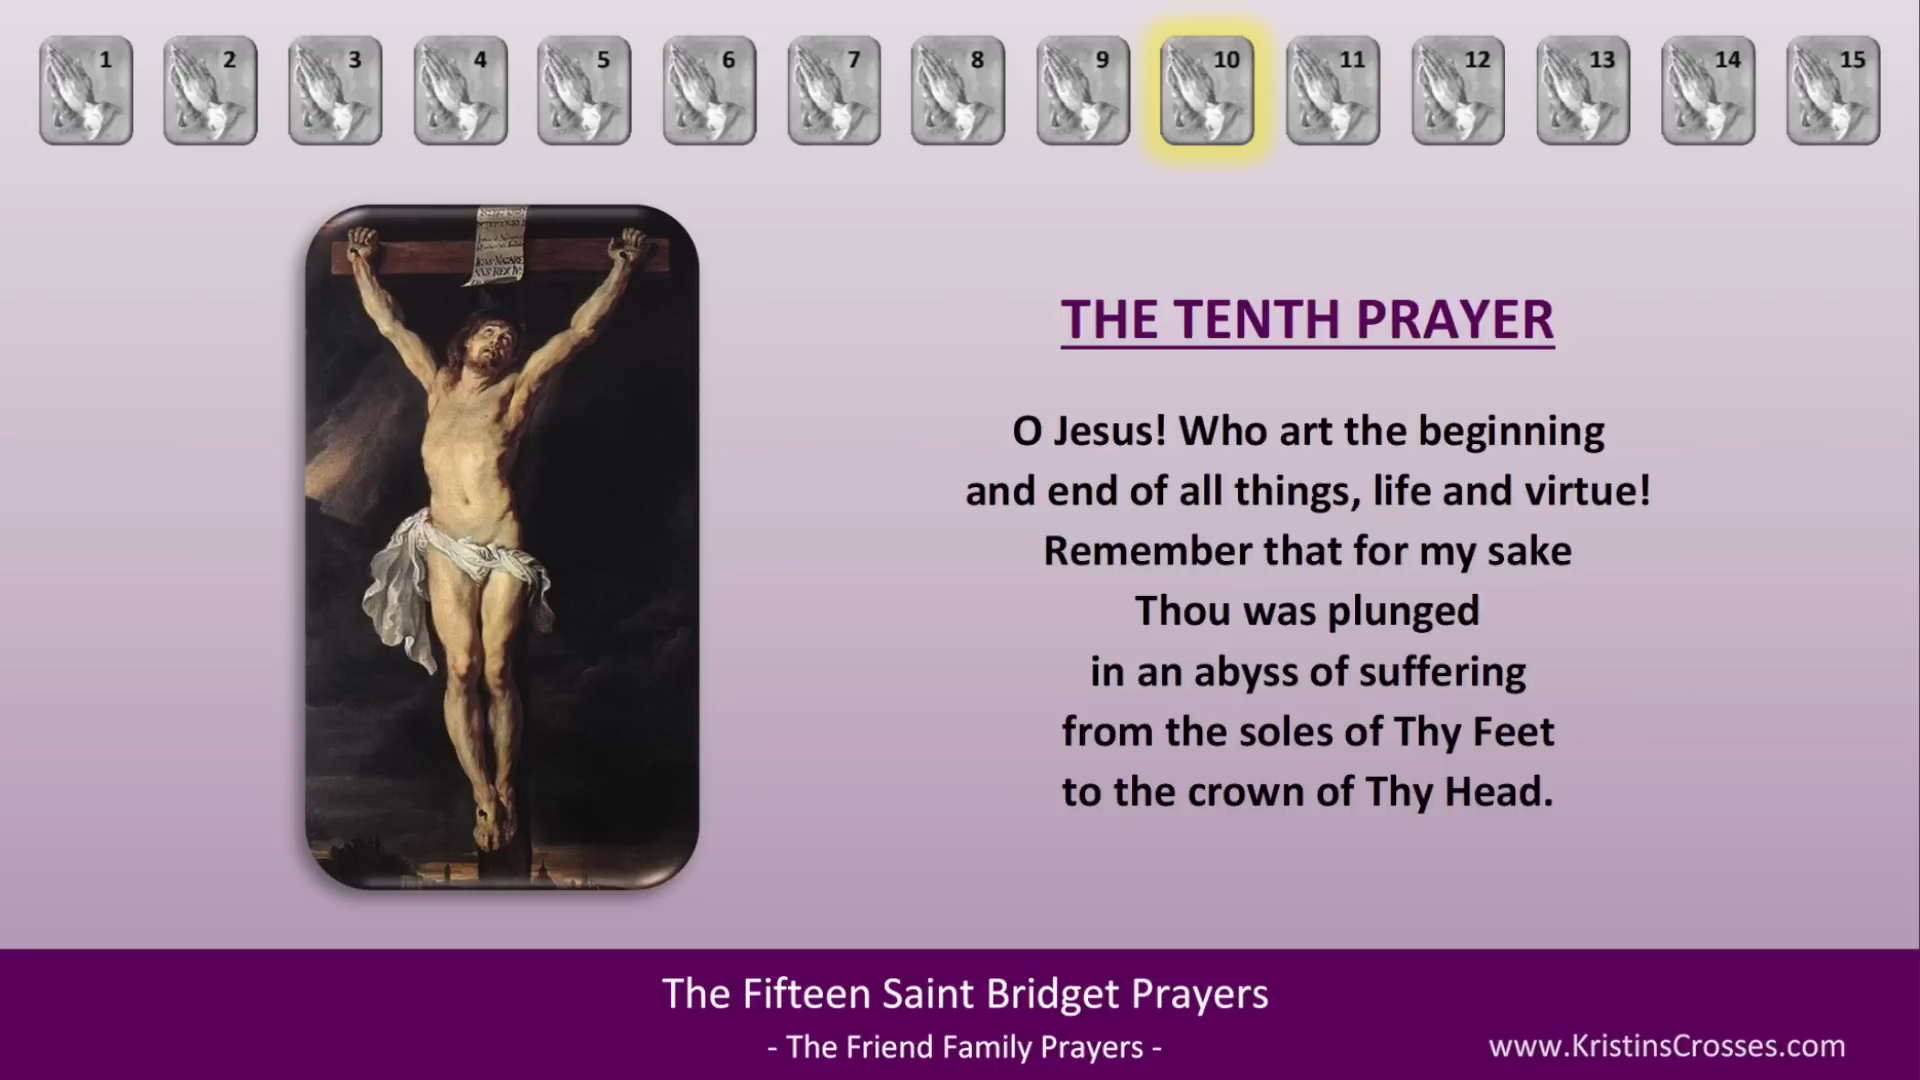 1 2 3 4 5 6 7 8 9 10 11 12 13 14 15
THE TENTH PRAYER
O Jesus! Who art the beginning
and end of all things, life and virtue!
Remember that for my sake
Thou was plunged
in an abyss of suffering
from the soles of Thy Feet
to the crown of Thy Head.
The Fifteen Saint Bridget Prayers
- The Friend Family Prayers -
www.KristinsCrosses.com